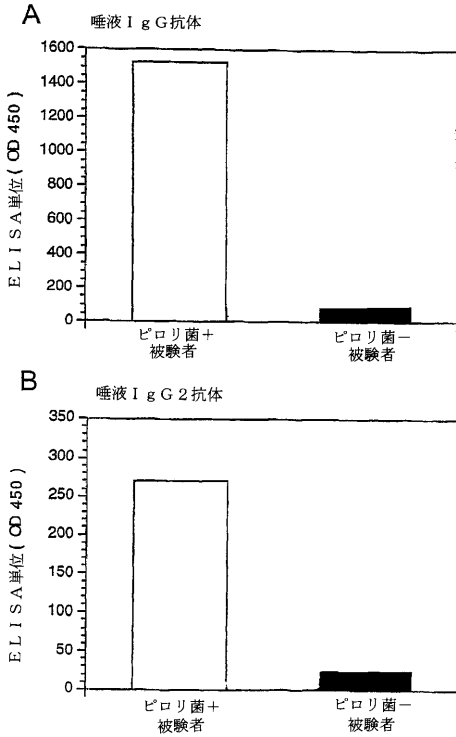 A
唾液ＩｇＧ抗体
ELISA単位(OD 450)
1600
1400
1200
1000
800
600
400
200
0
ピロリ菌＋
被験者
ピロリ菌－
被験者
B
唾液ＩｇＧ２抗体
ELISA単位(OD 450)
350
300
250
200
150
100
50
0
ピロリ菌＋
被験者
ピロリ菌－
被験者